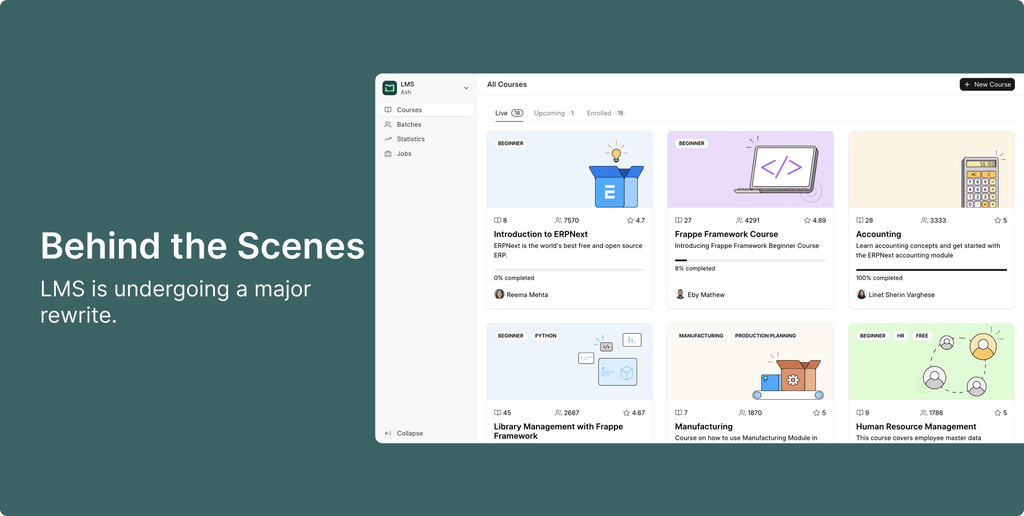 Behind the Scenes
LMS is undergoing a major
rewrite.
LMS
Ash
Courses
Batches
Statistics
Jobs
Collapse
All Courses
New Course
Live 18 Upcoming 1 Enrolled 18
BEGINNER
E
8 7570 4.7
Introduction to ERPNext
ERPNext is the world's best free and open source
ERP.
0% completed
Reema Mehta
BEGINNER
</>
27 4291 4.89
Frappe Framework Course
Introducing Frappe Framework Beginner Course
8% completed
Eby Mathew
AC C
28 3333 5
Accounting
Learn accounting concepts and get started with
the ERPNext accounting module
100% completed
Linet Sherin Varghese
BEGINNER PYTHON
</>
45 2687 4.67
Library Management with Frappe
Framework
MANUFACTURING PRODUCTION PLANNING
7 1870 5
Manufacturing
Course on how to use Manufacturing Module in
BEGINNER HR FREE
9 1786 5
Human Resource Management
This course covers employee master data